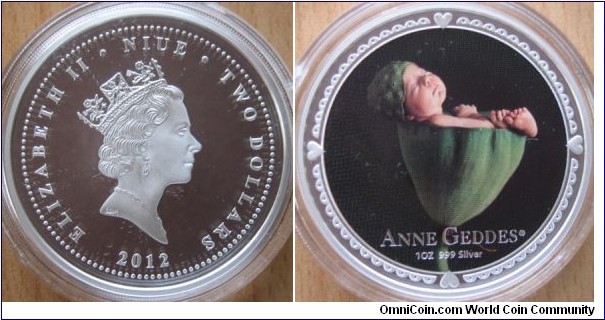 ELIZABETH II · NIUE · TWO DOLLARS
2012
ANNE GEDDES®
1OZ 999 Silver
OmniCoin.com World Coin Community